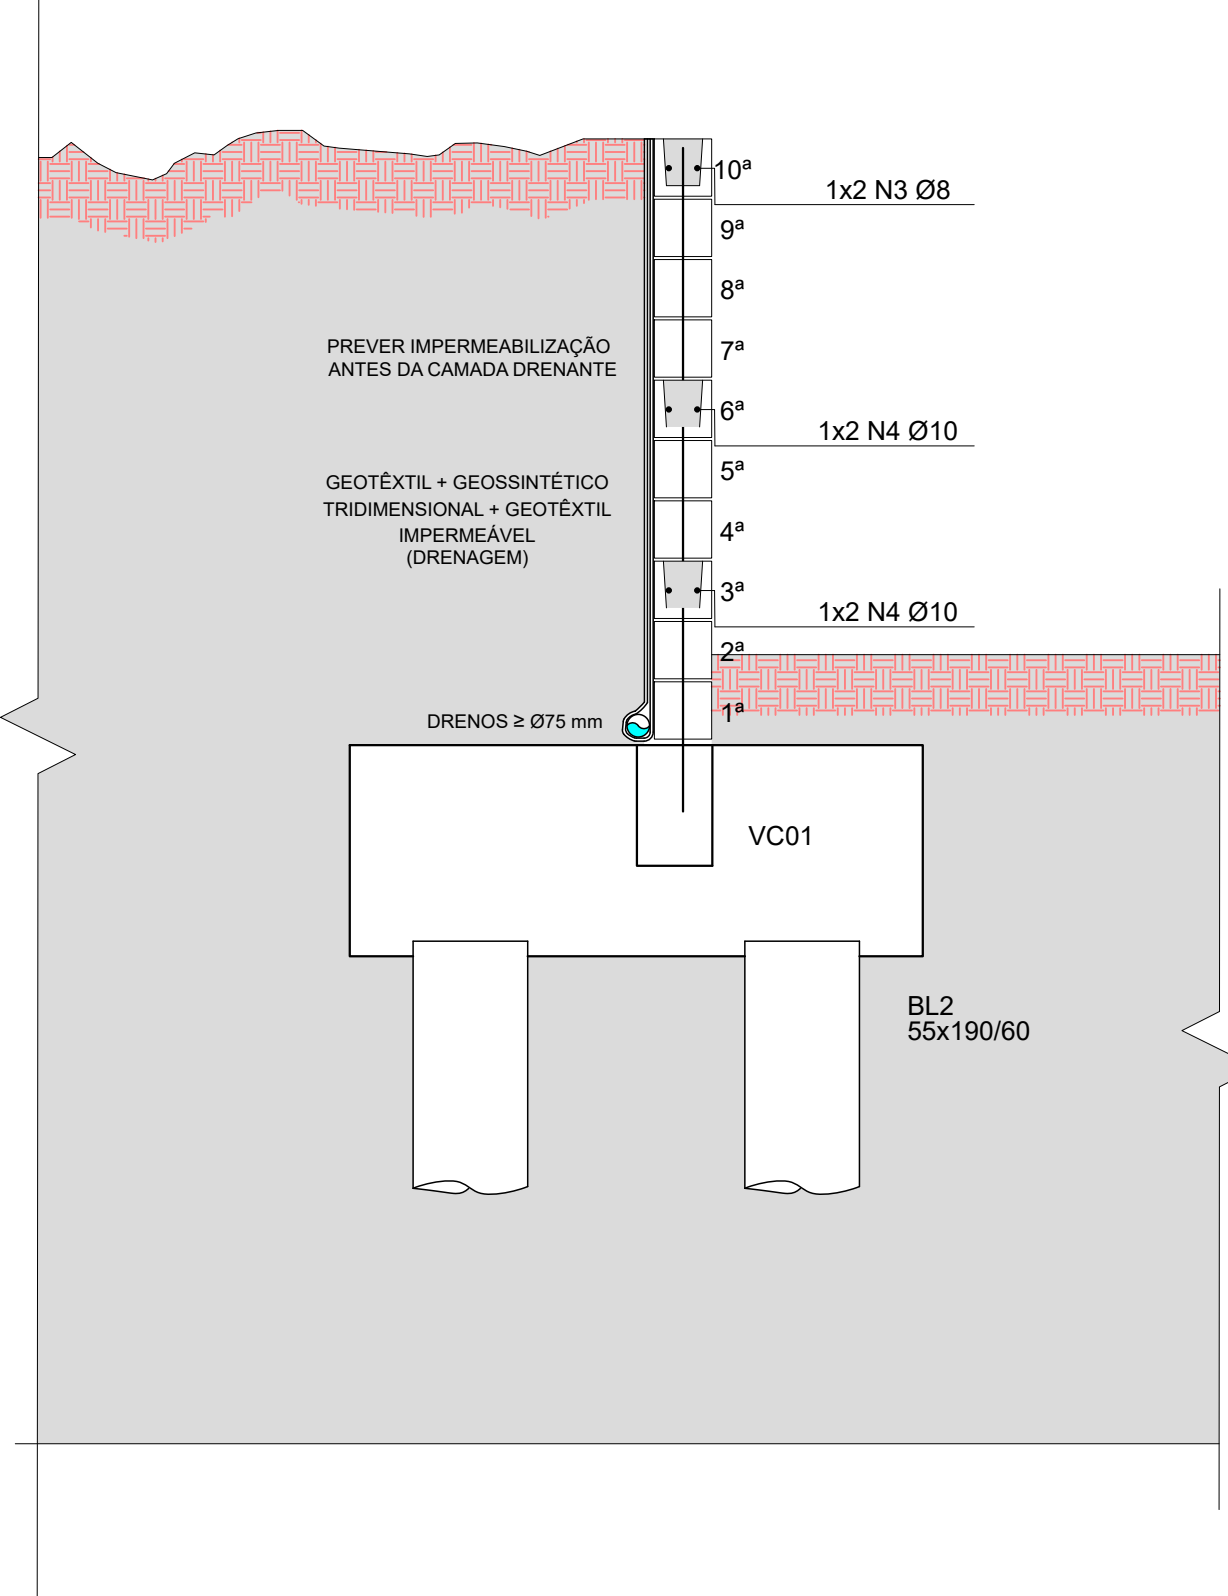 10ª
1x2 N3 Ø8
9ª
8ª
PREVER IMPERMEABILIZAÇÃO
ANTES DA CAMADA DRENANTE
7ª
6ª
1x2 N4 Ø10
5ª
GEOTÊXTIL + GEOSSINTÉTICO
TRIDIMENSIONAL + GEOTÊXTIL
IMPERMEÁVEL
(DRENAGEM)
4ª
3ª
1x2 N4 Ø10
2ª
1ª
DRENOS ≥ Ø75 mm
VC01
BL2
55x190/60